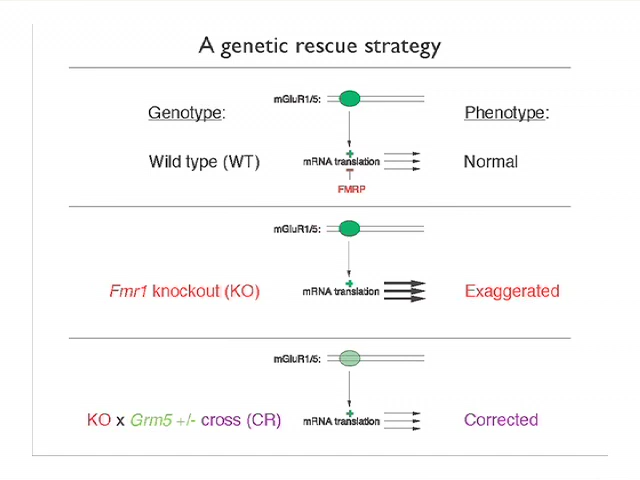 A genetic rescue strategy
mGluR1/5:
Genotype:
Phenotype:
Wild type (WT)
mRNA translation
Normal
FMRP
mGluR1/5:
Fmr1 knockout (KO)
mRNA translation
Exaggerated
mGluR1/5:
KO x Grm5 +/- cross (CR)
mRNA translation
Corrected